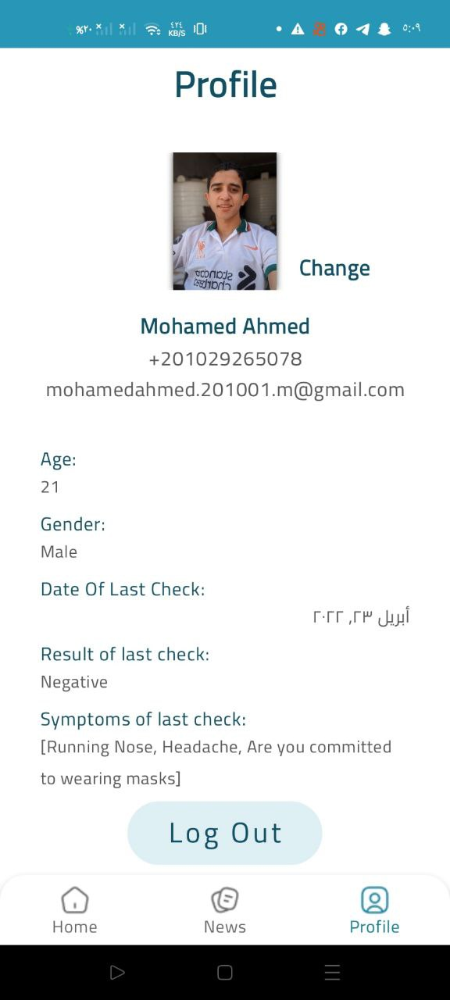 %٢٠
٤٢٤
KB/S
٥:٠٩
Profile
standard
chartered
Change
Mohamed Ahmed
+201029265078
mohamedahmed.201001.m@gmail.com
Age:
21
Gender:
Male
Date Of Last Check:
أبريل ٢٣, ٢٠٢٢
Result of last check:
Negative
Symptoms of last check:
[Running Nose, Headache, Are you committed
to wearing masks]
Log Out
Home
News
Profile